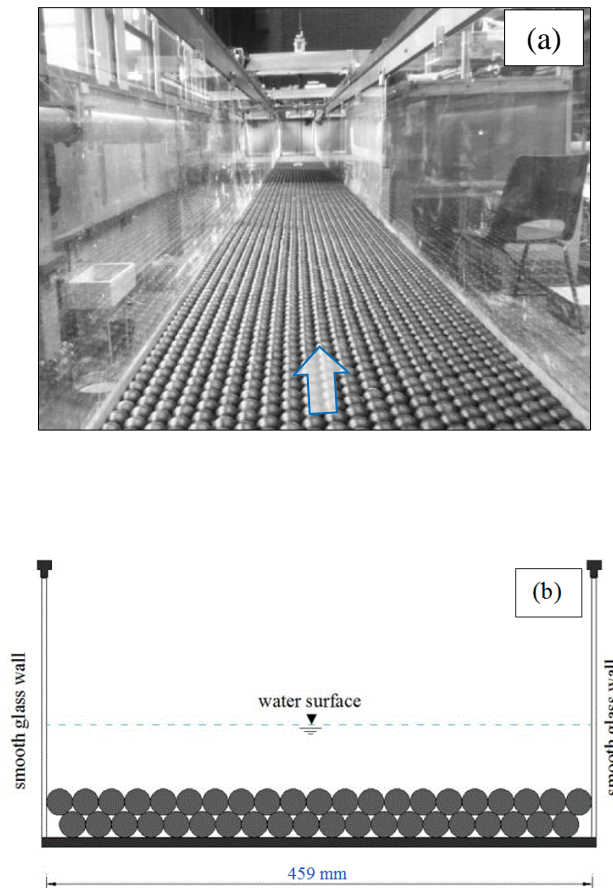 (a)
(b)
smooth glass wall
water surface
smooth glass wall
459 mm